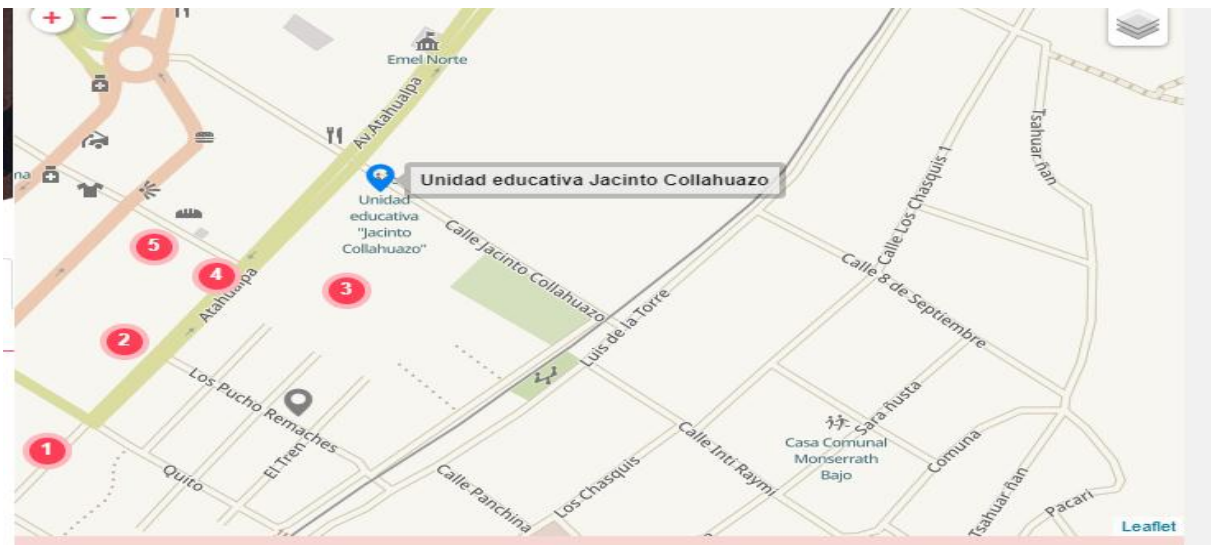 Emel Norte
Av.Atahualpa
na
Unidad educativa Jacinto Collahuazo
Unidad
educativa
"Jacinto
Collahuazo"
Calle Jacinto Collahuazo
Tsahuar.ñan
Calle Los Chasquis 1
Calle 8 de Septiembre
5
4
3
Atahualpa
2
Luis de la Torre
Los Pucho Remaches
1
Quito
El Tren
Calle Panchina
Los Chasquis
Calle Inti Raymi
Sara ñusta
Casa Comunal
Monserrath
Bajo
Comuna
Tsahuar.ñan
Pacari
Leaflet